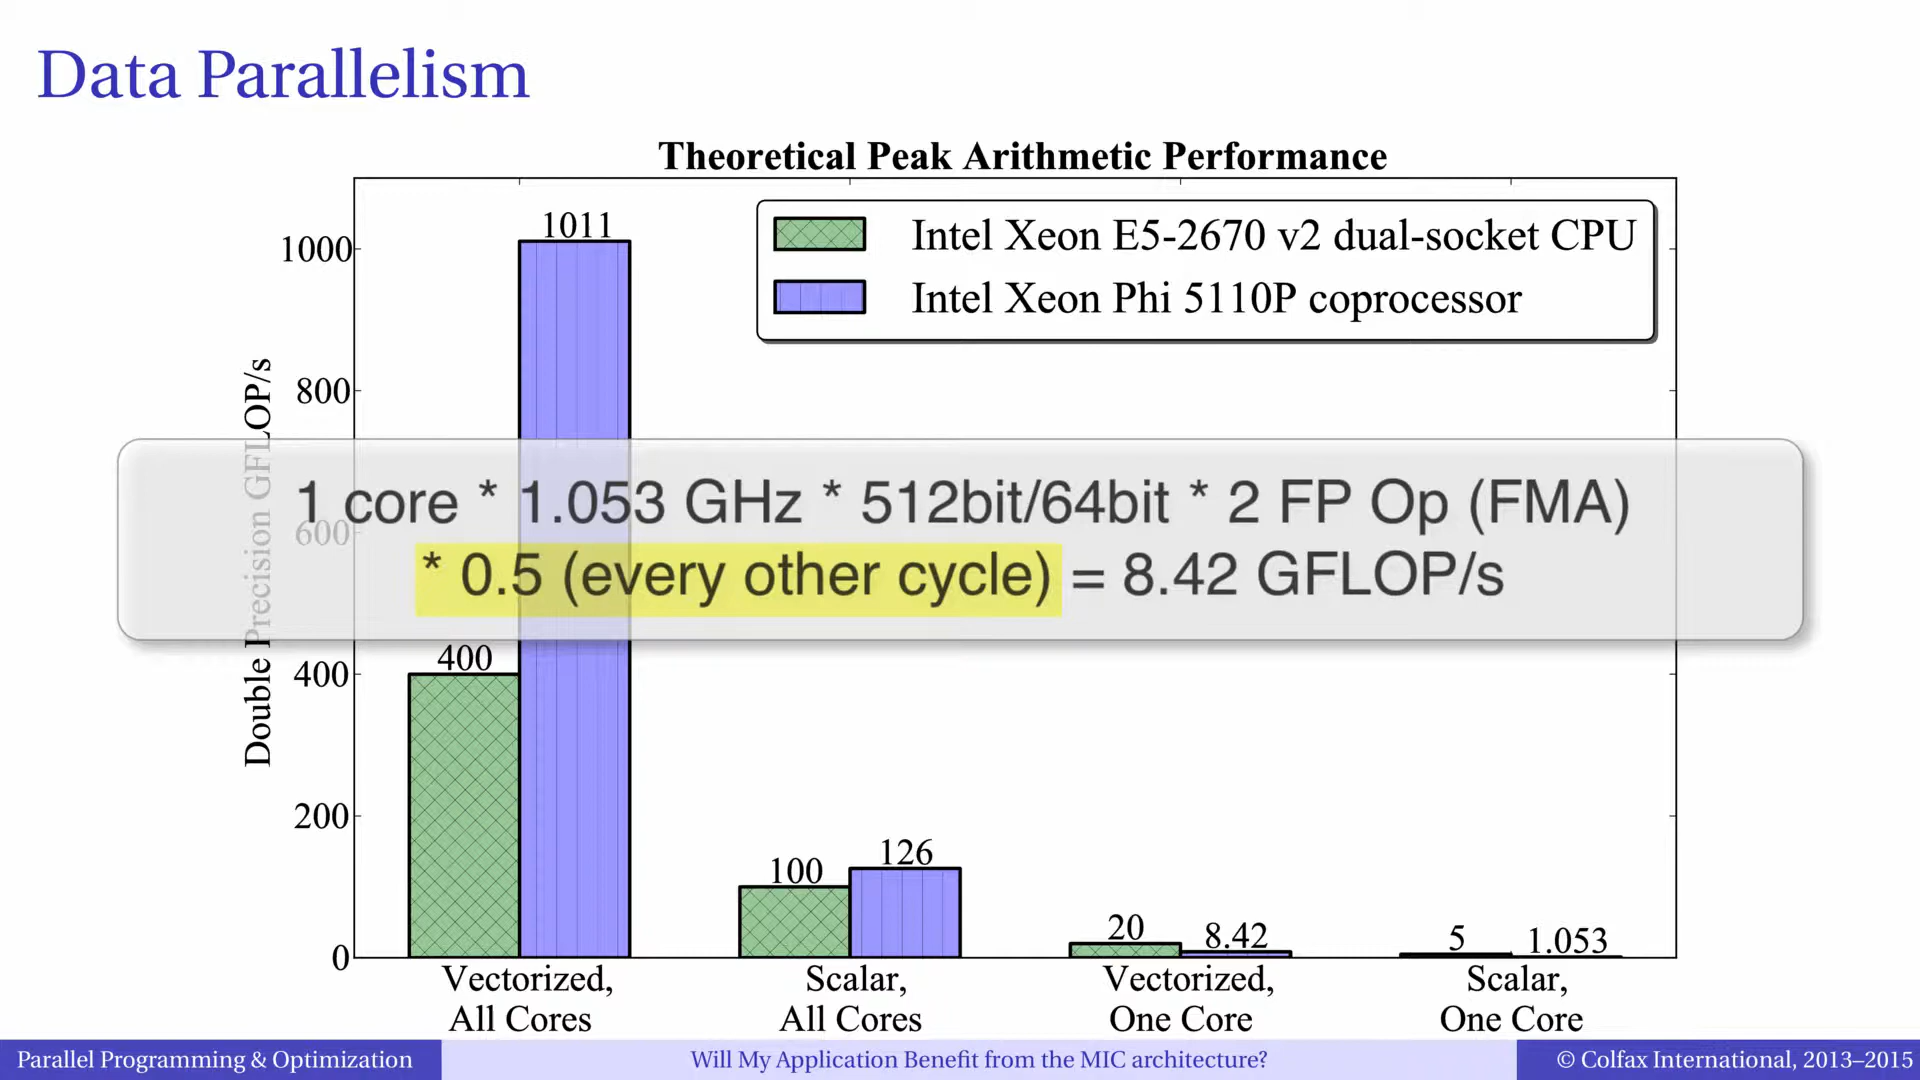 Data Parallelism
Theoretical Peak Arithmetic Performance
Intel Xeon E5-2670 v2 dual-socket CPU
Intel Xeon Phi 5110P coprocessor
Double Precision GFLOP/s
1000
800
600
400
200
0
1011
400
100
126
20
8.42
5
1.053
1 core * 1.053 GHz * 512bit/64bit * 2 FP Op (FMA)
* 0.5 (every other cycle) = 8.42 GFLOP/s
Vectorized,
All Cores
Scalar,
All Cores
Vectorized,
One Core
Scalar,
One Core
Parallel Programming & Optimization
Will My Application Benefit from the MIC architecture?
© Colfax International, 2013–2015